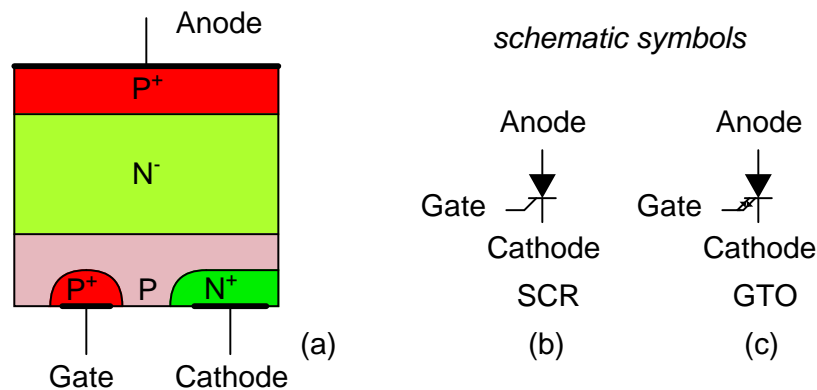 Anode
P+
N-
P+ P N+
Gate Cathode
(a)
schematic symbols
Anode
Gate
Cathode
SCR
(b)
Anode
Gate
Cathode
GTO
(c)